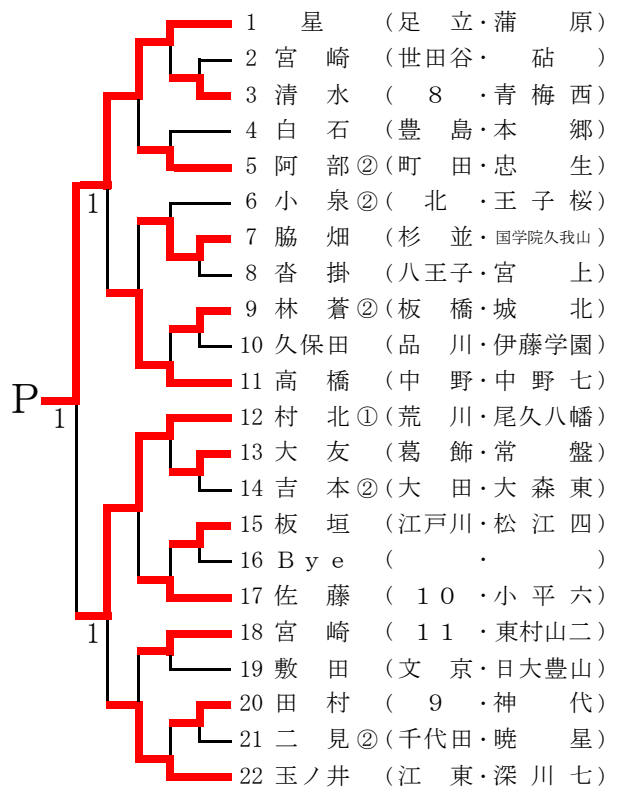 1 星 (足立・蒲原)
2 宮崎 (世田谷・砧)
3 清水 (8・青梅西)
4 白石 (豊島・本郷)
5 阿部② (町田・忠生)
6 小泉② (北・王子桜)
1
7 脇畑 (杉並・国学院久我山)
8 沓掛 (八王子・宮上)
9 林蒼② (板橋・城北)
10 久保田 (品川・伊藤学園)
11 高橋 (中野・中野七)
P
1
12 村北① (荒川・尾久八幡)
13 大友 (葛飾・常盤)
14 吉本② (大田・大森東)
15 板垣 (江戸川・松江四)
16 Bye (・)
17 佐藤 (10・小平六)
18 宮崎 (11・東村山二)
1
19 敷田 (文京・日大豊山)
20 田村 (9・神代)
21 二見② (千代田・暁星)
22 玉ノ井 (江東・深川七)